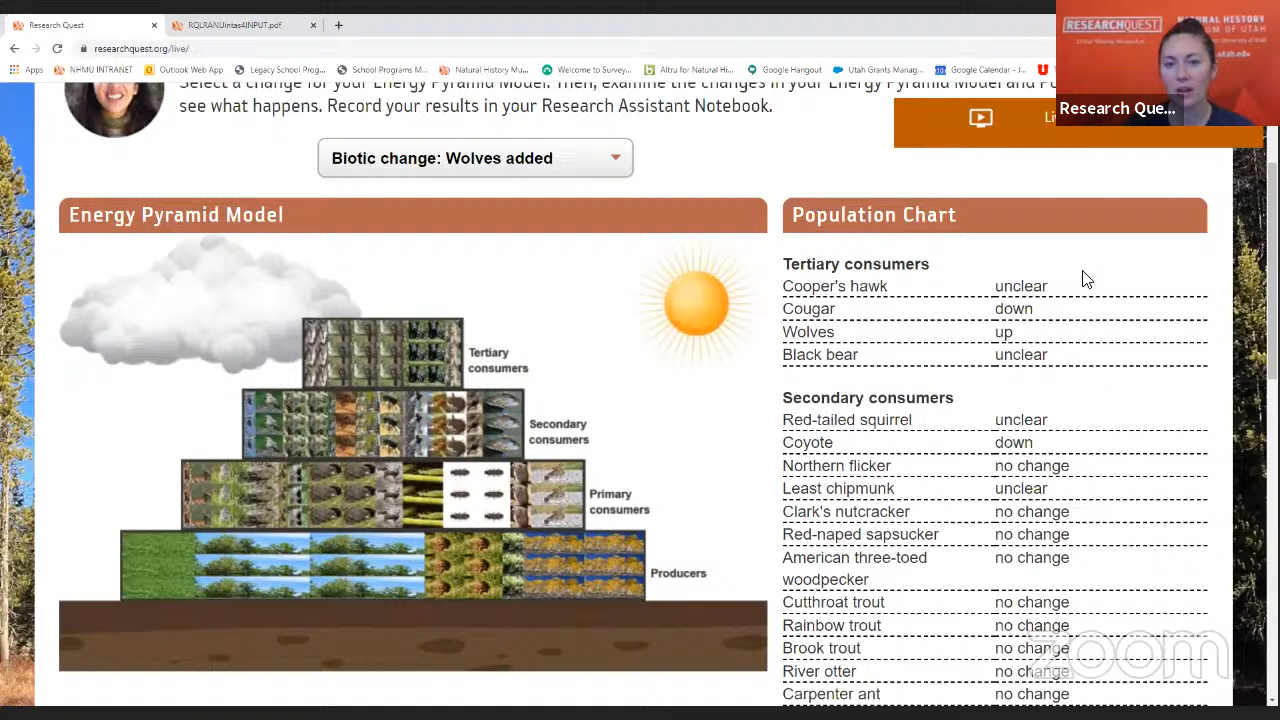 Research Quest
RQLRANUintas4INPUT.pdf
researchquest.org/live/
Apps
NHMU INTRANET
Outlook Web App
Legacy School Prog...
School Programs M...
Natural History Mu...
Welcome to Survey...
Altru for Natural Hi...
Google Hangout
Utah Grants Manag...
Google Calendar - J...
RESEARCHQUEST
Research Que...
see what happens. Record your results in your Research Assistant Notebook.
Biotic change: Wolves added
Energy Pyramid Model
Tertiary
consumers
Secondary
consumers
Primary
consumers
Producers
Population Chart
Tertiary consumers
Cooper's hawk unclear
Cougar down
Wolves up
Black bear unclear
Secondary consumers
Red-tailed squirrel unclear
Coyote down
Northern flicker no change
Least chipmunk unclear
Clark's nutcracker no change
Red-naped sapsucker no change
American three-toed no change
woodpecker
Cutthroat trout no change
Rainbow trout no change
Brook trout no change
River otter no change
Carpenter ant no change
zoom